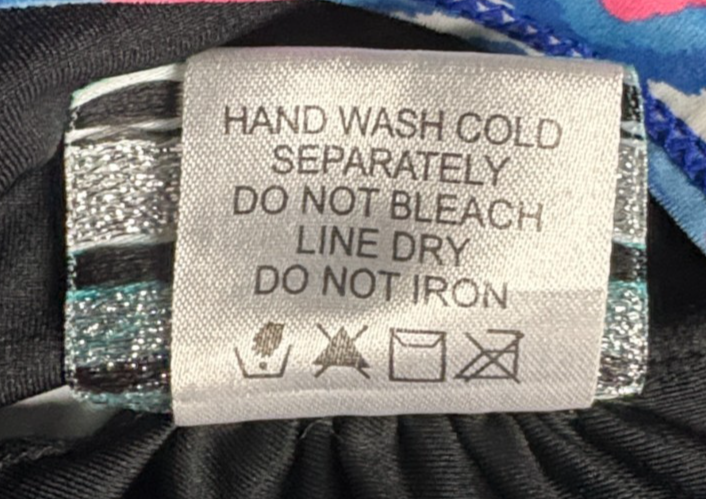 HAND WASH COLD
SEPARATELY
DO NOT BLEACH
LINE DRY
DO NOT IRON